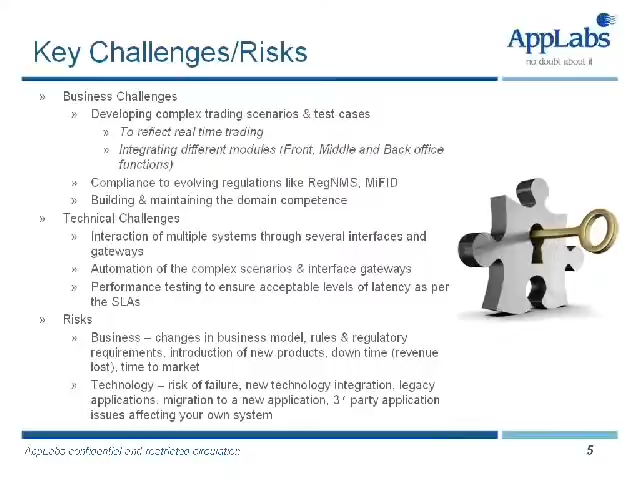 Key Challenges/Risks
AppLabs
no doubt about it
» Business Challenges
» Developing complex trading scenarios & test cases
» To reflect real time trading
» Integrating different modules (Front, Middle and Back office
functions)
» Compliance to evolving regulations like RegNMS, MiFID
» Building & maintaining the domain competence
» Technical Challenges
» Interaction of multiple systems through several interfaces and
gateways
» Automation of the complex scenarios & interface gateways
» Performance testing to ensure acceptable levels of latency as per
the SLAs
» Risks
» Business – changes in business model, rules & regulatory
requirements, introduction of new products, down time (revenue
lost), time to market
» Technology – risk of failure, new technology integration, legacy
applications, migration to a new application, 3 party application
issues affecting your own system
AppLabs confidential and restricted circulation
5